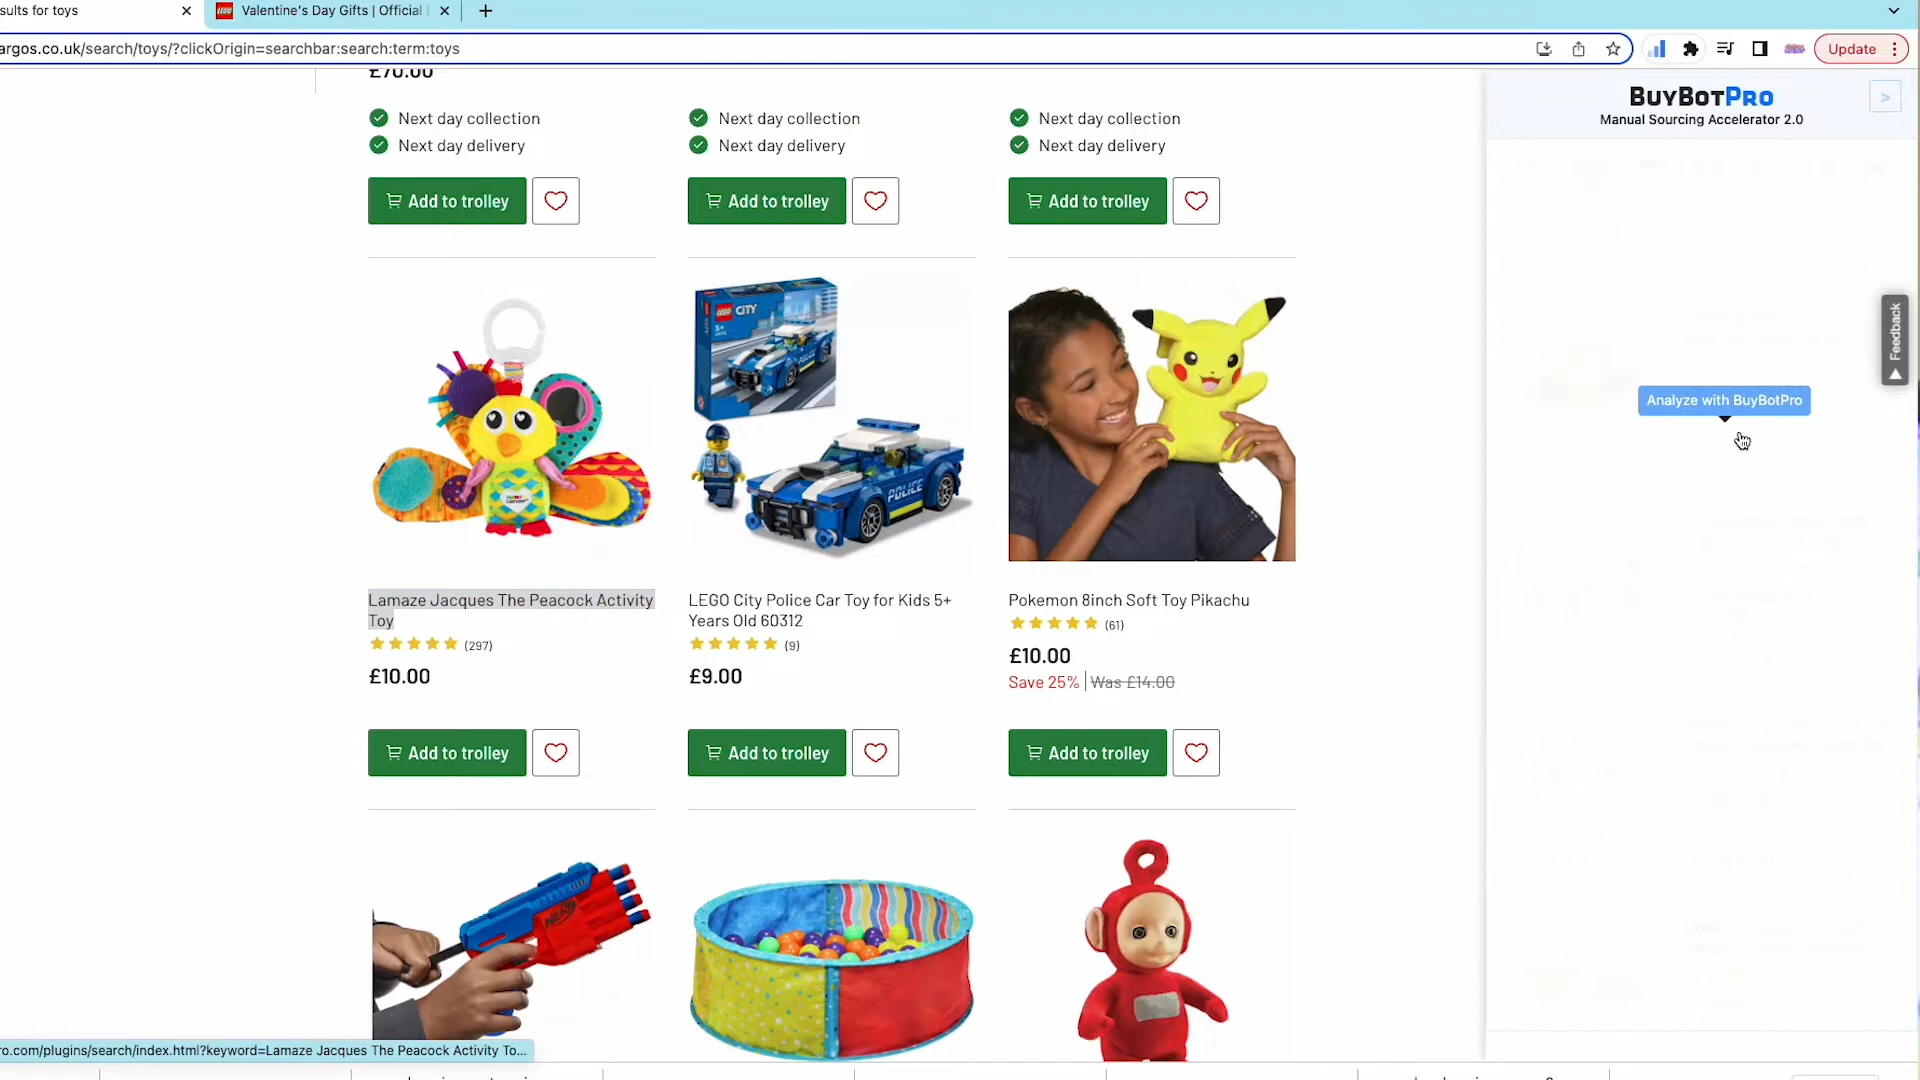 sults for toys
Valentine's Day Gifts | Official
argos.co.uk/search/toys/?clickOrigin=searchbar:search:term:toys
Update
£70.00
Next day collection
Next day delivery
Next day collection
Next day delivery
Next day collection
Next day delivery
Add to trolley
Add to trolley
Add to trolley
BUYBOTPRO
Manual Sourcing Accelerator 2.0
>
Feedback
Analyze with BuyBotPro
LEGO CITY
5+
POLICE
Lamaze Jacques The Peacock Activity
Toy
(297)
£10.00
LEGO City Police Car Toy for Kids 5+
Years Old 60312
(9)
£9.00
Pokemon 8inch Soft Toy Pikachu
(61)
£10.00
Save 25% | Was £14.00
Add to trolley
Add to trolley
Add to trolley
NERF
ro.com/plugins/search/index.html?keyword=Lamaze Jacques The Peacock Activity To...